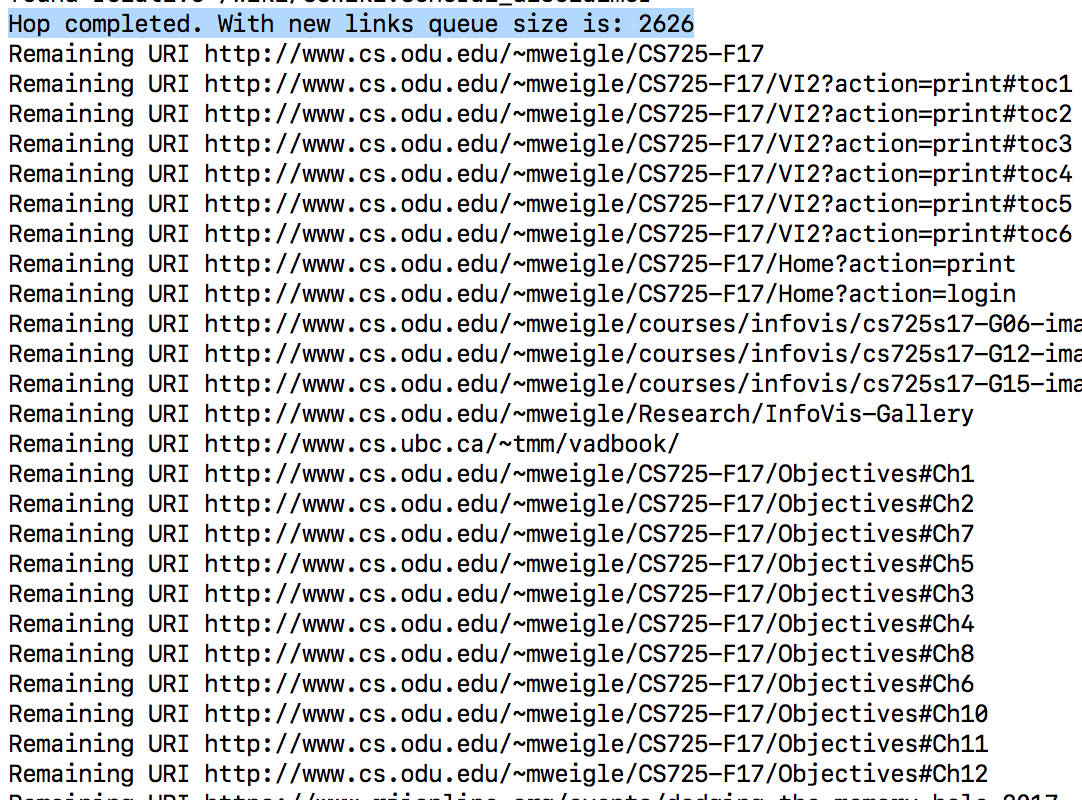 Hop completed. With new links queue size is: 2626
Remaining URI http://www.cs.odu.edu/~mweigle/CS725-F17
Remaining URI http://www.cs.odu.edu/~mweigle/CS725-F17/VI2?action=print#toc1
Remaining URI http://www.cs.odu.edu/~mweigle/CS725-F17/VI2?action=print#toc2
Remaining URI http://www.cs.odu.edu/~mweigle/CS725-F17/VI2?action=print#toc3
Remaining URI http://www.cs.odu.edu/~mweigle/CS725-F17/VI2?action=print#toc4
Remaining URI http://www.cs.odu.edu/~mweigle/CS725-F17/VI2?action=print#toc5
Remaining URI http://www.cs.odu.edu/~mweigle/CS725-F17/VI2?action=print#toc6
Remaining URI http://www.cs.odu.edu/~mweigle/CS725-F17/Home?action=print
Remaining URI http://www.cs.odu.edu/~mweigle/CS725-F17/Home?action=login
Remaining URI http://www.cs.odu.edu/~mweigle/courses/infovis/cs725s17-G06-ima
Remaining URI http://www.cs.odu.edu/~mweigle/courses/infovis/cs725s17-G12-ima
Remaining URI http://www.cs.odu.edu/~mweigle/courses/infovis/cs725s17-G15-ima
Remaining URI http://www.cs.odu.edu/~mweigle/Research/InfoVis-Gallery
Remaining URI http://www.cs.ubc.ca/~tmm/vadbook/
Remaining URI http://www.cs.odu.edu/~mweigle/CS725-F17/Objectives#Ch1
Remaining URI http://www.cs.odu.edu/~mweigle/CS725-F17/Objectives#Ch2
Remaining URI http://www.cs.odu.edu/~mweigle/CS725-F17/Objectives#Ch7
Remaining URI http://www.cs.odu.edu/~mweigle/CS725-F17/Objectives#Ch5
Remaining URI http://www.cs.odu.edu/~mweigle/CS725-F17/Objectives#Ch3
Remaining URI http://www.cs.odu.edu/~mweigle/CS725-F17/Objectives#Ch4
Remaining URI http://www.cs.odu.edu/~mweigle/CS725-F17/Objectives#Ch8
Remaining URI http://www.cs.odu.edu/~mweigle/CS725-F17/Objectives#Ch6
Remaining URI http://www.cs.odu.edu/~mweigle/CS725-F17/Objectives#Ch10
Remaining URI http://www.cs.odu.edu/~mweigle/CS725-F17/Objectives#Ch11
Remaining URI http://www.cs.odu.edu/~mweigle/CS725-F17/Objectives#Ch12